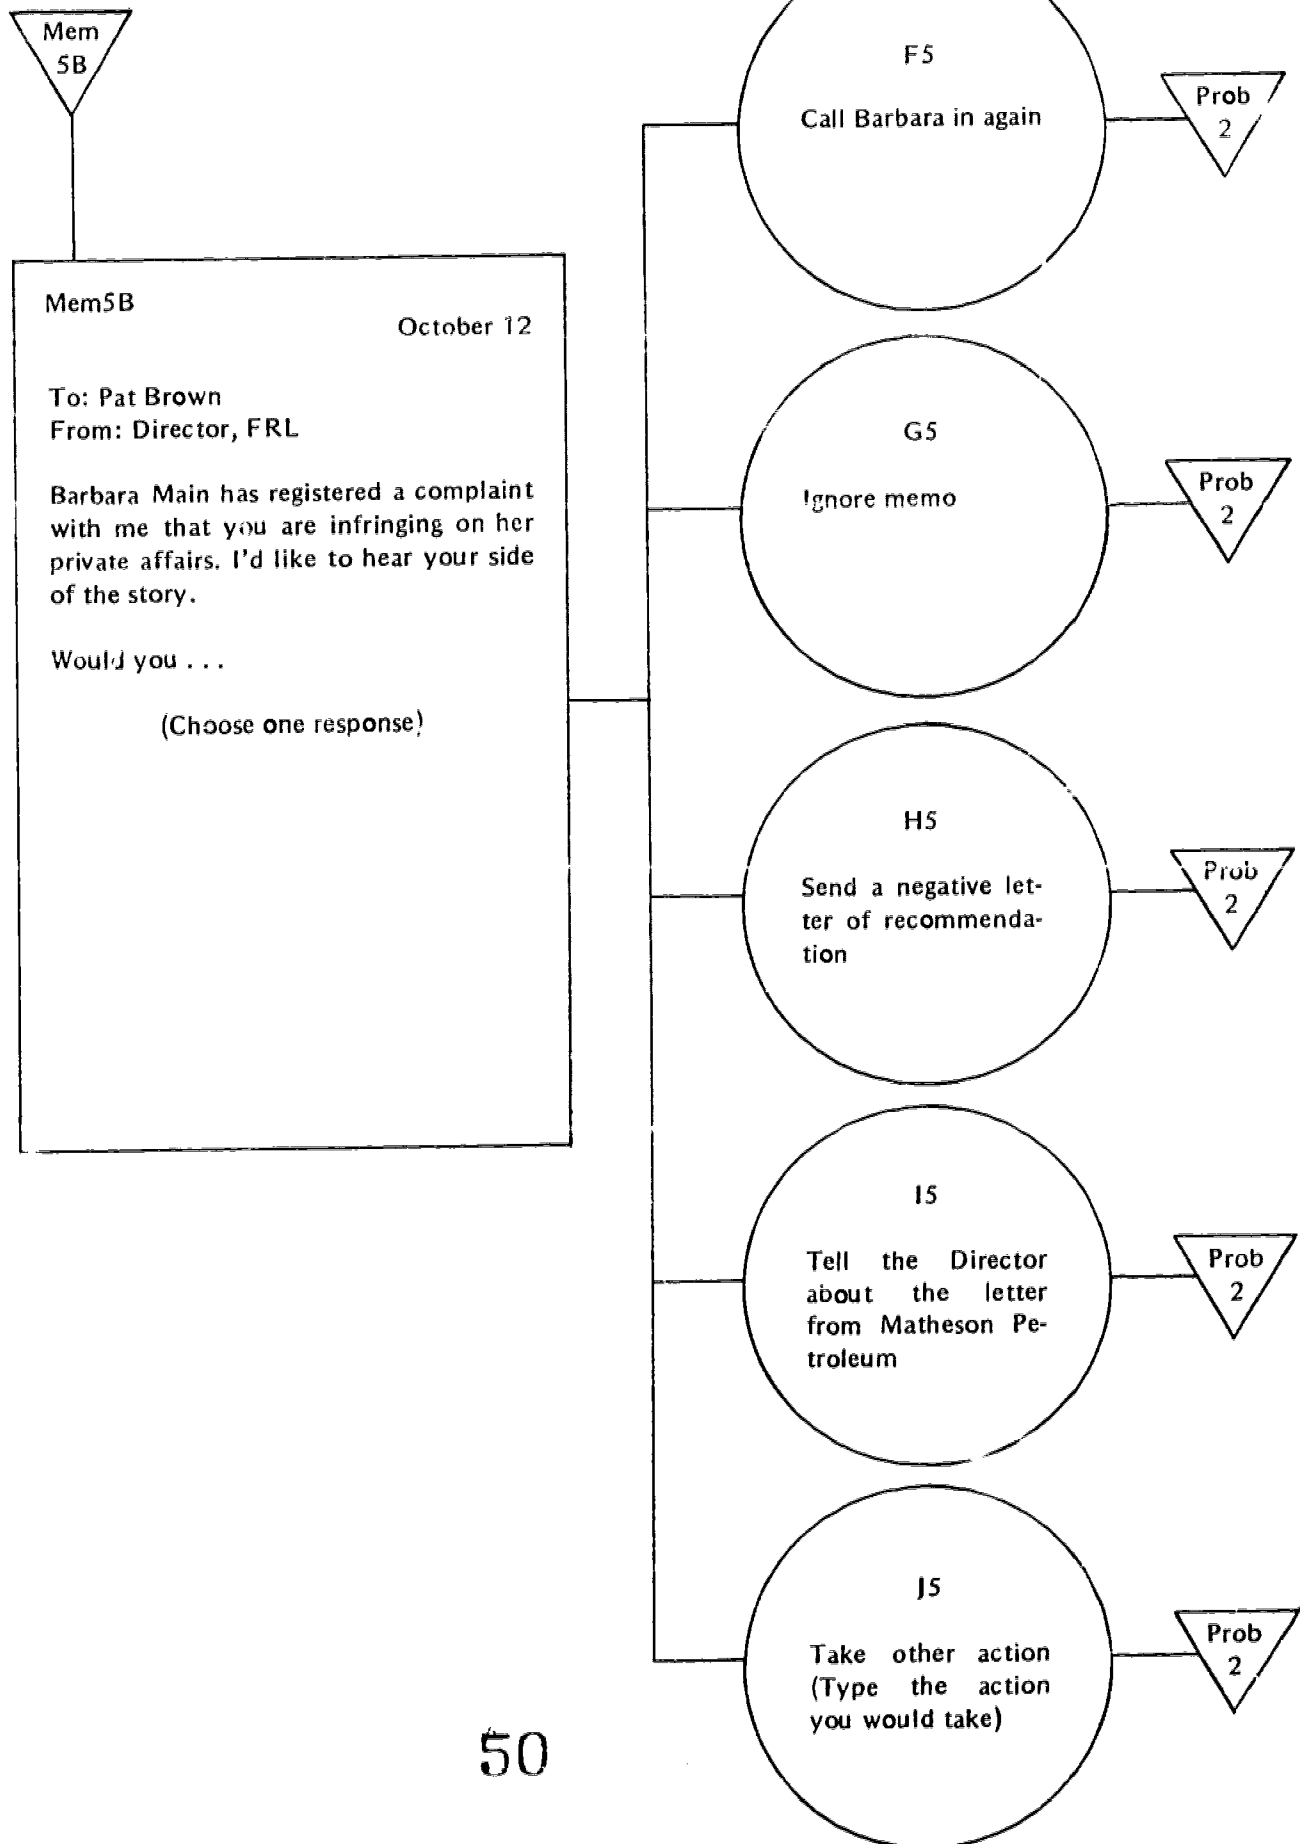 Mem
5B
Mem5B
October 12
To: Pat Brown
From: Director, FRL
Barbara Main has registered a complaint
with me that you are infringing on her
private affairs. I'd like to hear your side
of the story.
Would you . . .
(Choose one response)
F5
Call Barbara in again
Prob
2
G5
Ignore memo
Prob
2
H5
Send a negative let-
ter of recommenda-
tion
Prob
2
I5
Tell the Director
about the letter
from Matheson Pe-
troleum
Prob
2
J5
Take other action
(Type the action
you would take)
Prob
2
50